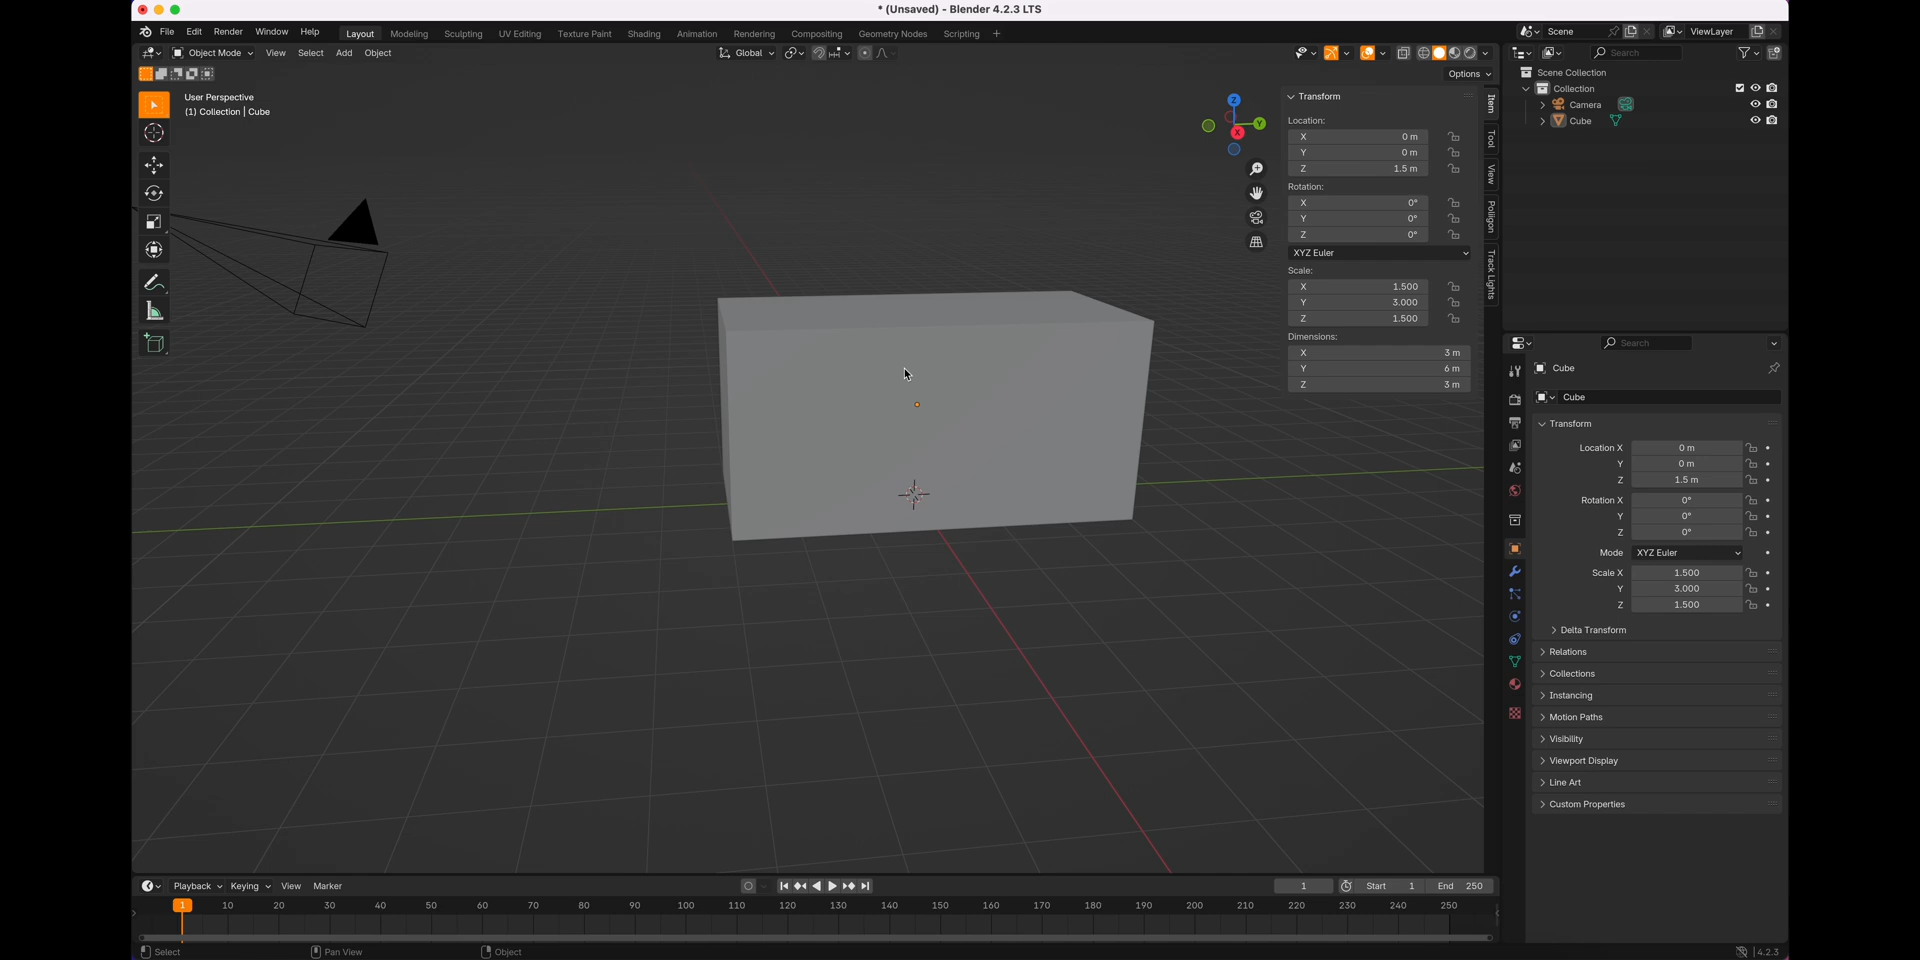 * (Unsaved) - Blender 4.2.3 LTS
File Edit Render Window Help Layout Modeling Sculpting UV Editing Texture Paint Shading Animation Rendering Compositing Geometry Nodes Scripting + Scene ViewLayer
Object Mode View Select Add Object Global Search
Options
User Perspective
(1) Collection | Cube
Z
Y
X
Transform
Location:
X 0 m
Y 0 m
Z 1.5 m
Rotation:
X 0°
Y 0°
Z 0°
XYZ Euler
Scale:
X 1.500
Y 3.000
Z 1.500
Dimensions:
X 3 m
Y 6 m
Z 3 m
Item
Tool
View
Poliigon
Track Lights
Scene Collection
Collection
Camera
Cube
Search
Cube
Cube
Transform
Location X 0 m
Y 0 m
Z 1.5 m
Rotation X 0°
Y 0°
Z 0°
Mode XYZ Euler
Scale X 1.500
Y 3.000
Z 1.500
Delta Transform
Relations
Collections
Instancing
Motion Paths
Visibility
Viewport Display
Line Art
Custom Properties
Playback Keying View Marker 1 Start 1 End 250
1 10 20 30 40 50 60 70 80 90 100 110 120 130 140 150 160 170 180 190 200 210 220 230 240 250
Select Pan View Object 4.2.3